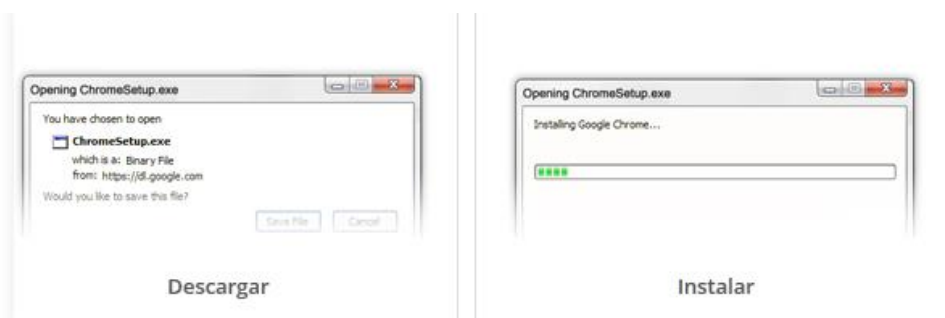 Opening ChromeSetup.exe
You have chosen to open
ChromeSetup.exe
which is a: Binary File
from: https://dl.google.com
Would you like to save this file?
Save File Cancel
Descargar
Opening ChromeSetup.exe
Installing Google Chrome...
Instalar